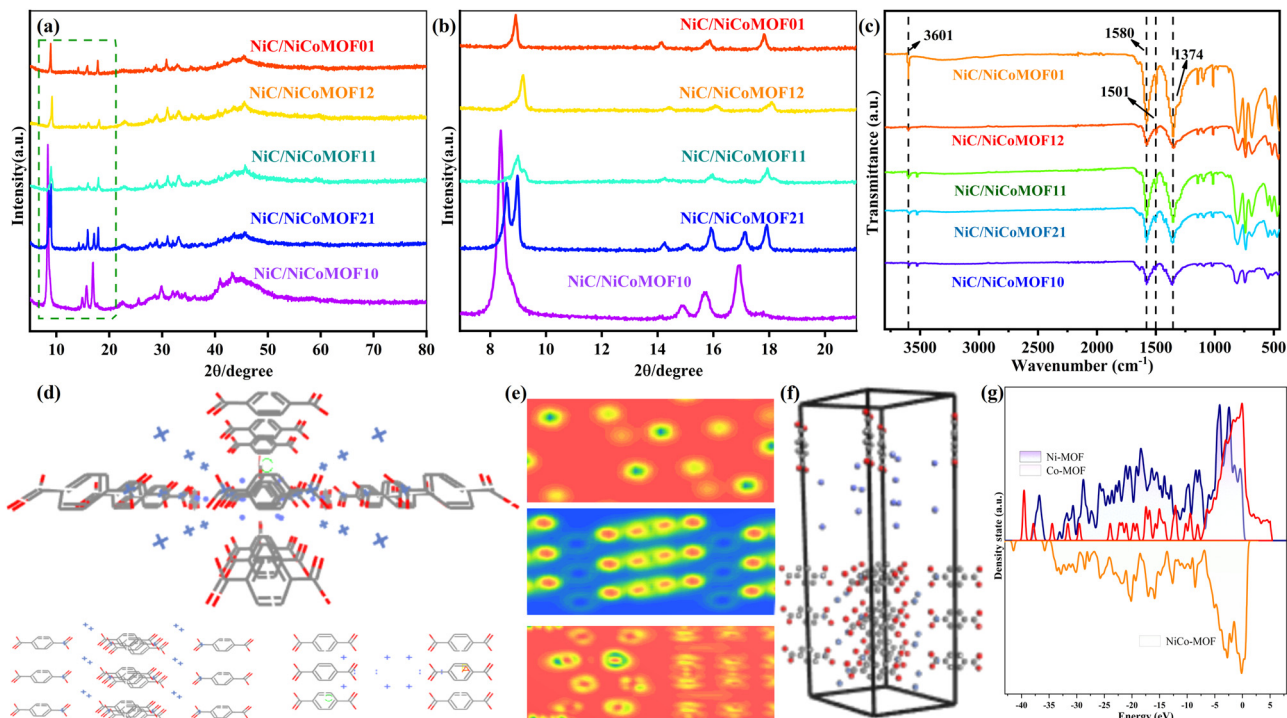 (a)
NiC/NiCoMOF01
NiC/NiCoMOF12
NiC/NiCoMOF11
NiC/NiCoMOF21
NiC/NiCoMOF10
Intensity(a.u.)
10 20 30 40 50 60 70 80
2θ/degree
(b)
NiC/NiCoMOF01
NiC/NiCoMOF12
NiC/NiCoMOF11
NiC/NiCoMOF21
NiC/NiCoMOF10
Intensity(a.u.)
8 10 12 14 16 18 20
2θ/degree
(c)
3601
1580
1374
1501
NiC/NiCoMOF01
NiC/NiCoMOF12
NiC/NiCoMOF11
NiC/NiCoMOF21
NiC/NiCoMOF10
Transmittance (a.u.)
3500 3000 2500 2000 1500 1000 500
Wavenumber (cm⁻¹)
(d)
(e)
(f)
(g)
Ni-MOF
Co-MOF
NiCo-MOF
Density state (a.u.)
-40 -35 -30 -25 -20 -15 -10 -5 0 5
Energy (eV)